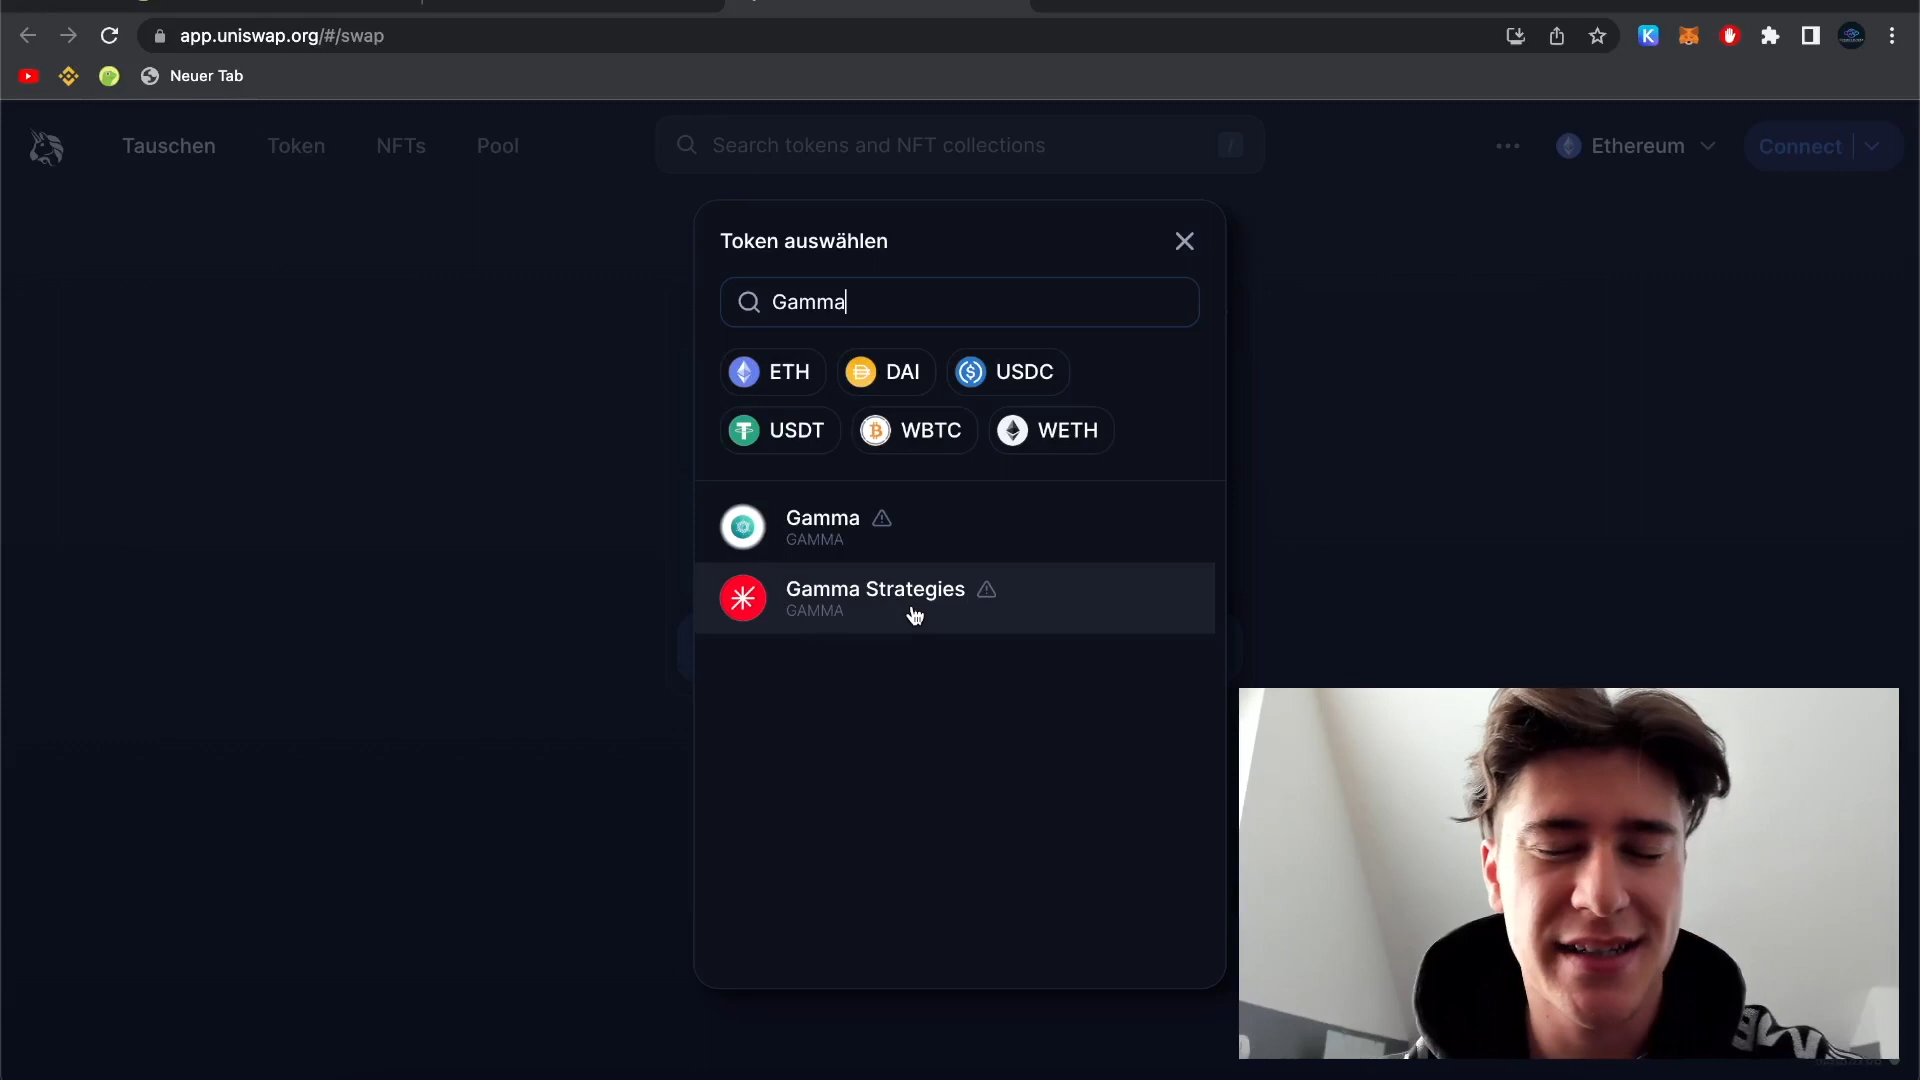 app.uniswap.org/#/swap
Neuer Tab
Tauschen
Token
NFTs
Pool
Search tokens and NFT collections
/
Ethereum
Connect
Token auswählen
Gamma
ETH
DAI
USDC
USDT
WBTC
WETH
Gamma
GAMMA
Gamma Strategies
GAMMA